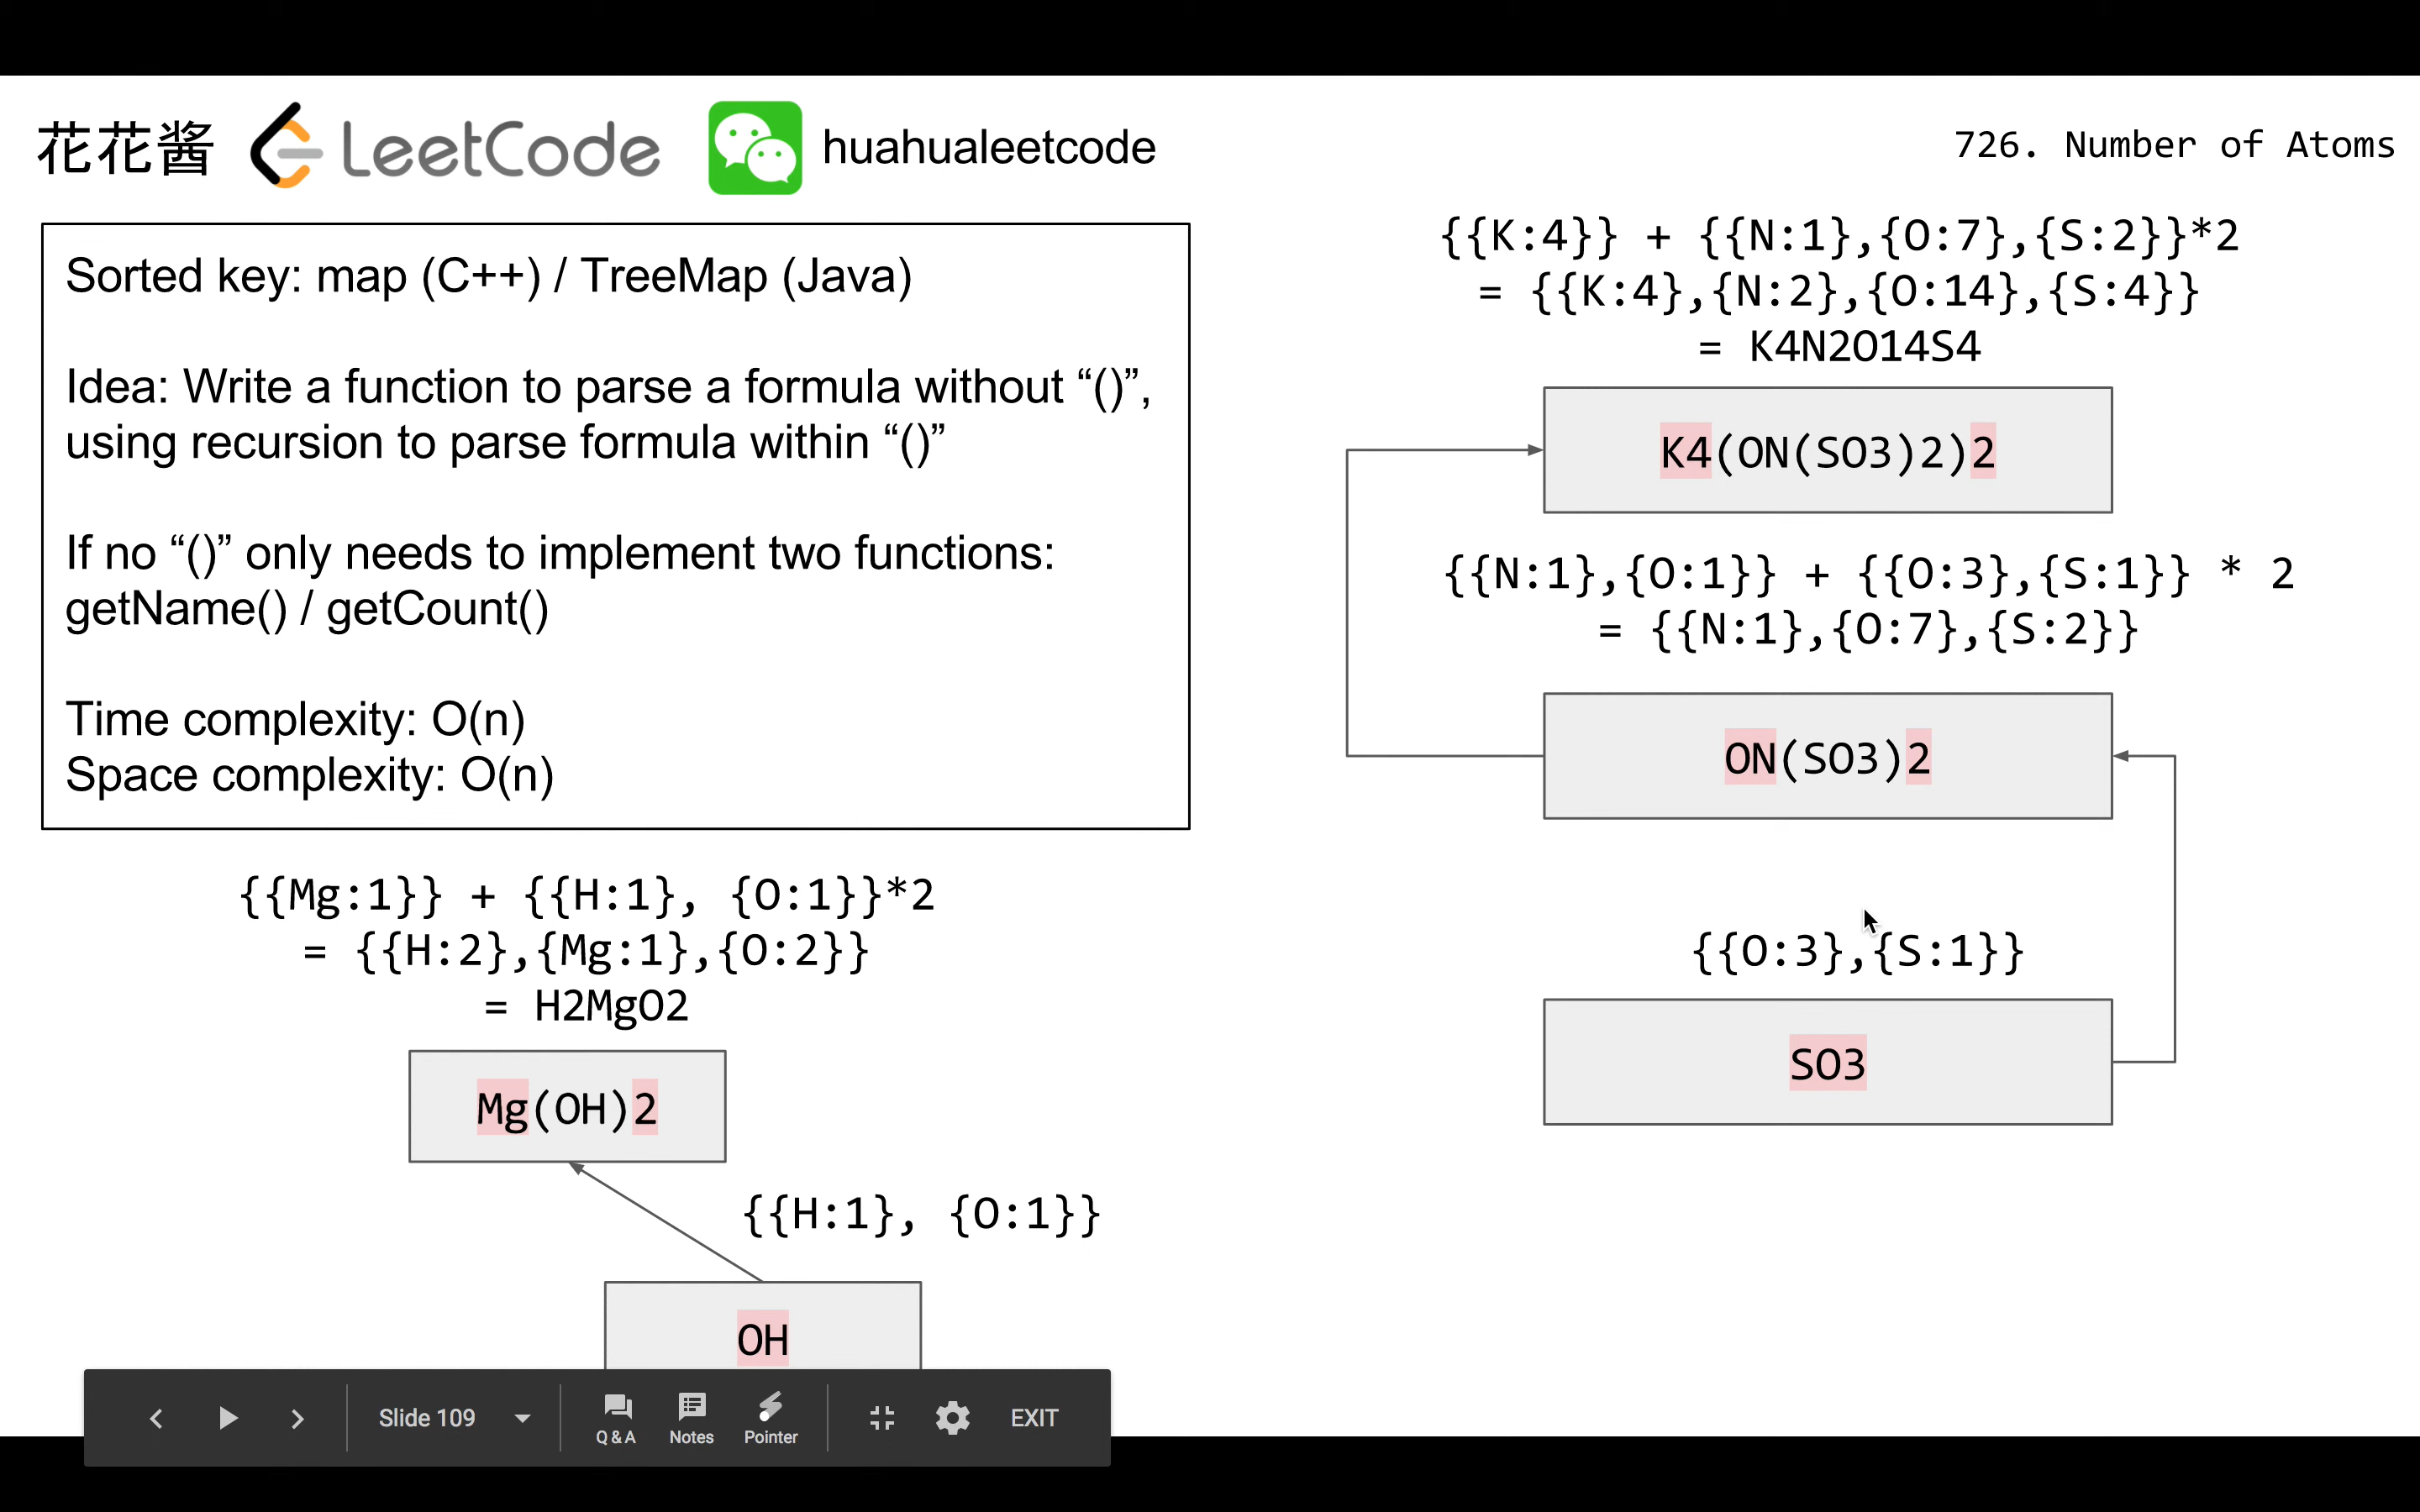 花花酱 LeetCode huahualeetcode
726. Number of Atoms
Sorted key: map (C++) / TreeMap (Java)
Idea: Write a function to parse a formula without “()”,
using recursion to parse formula within “()”
If no “()” only needs to implement two functions:
getName() / getCount()
Time complexity: O(n)
Space complexity: O(n)
{{Mg:1}} + {{H:1}, {O:1}}*2
= {{H:2},{Mg:1},{O:2}}
= H2MgO2
Mg(OH)2
{{H:1}, {O:1}}
OH
{{K:4}} + {{N:1},{O:7},{S:2}}*2
= {{K:4},{N:2},{O:14},{S:4}}
= K4N2O14S4
K4(ON(SO3)2)2
{{N:1},{O:1}} + {{O:3},{S:1}} * 2
= {{N:1},{O:7},{S:2}}
ON(SO3)2
{{O:3},{S:1}}
SO3
Slide 109
Q & A
Notes
Pointer
EXIT